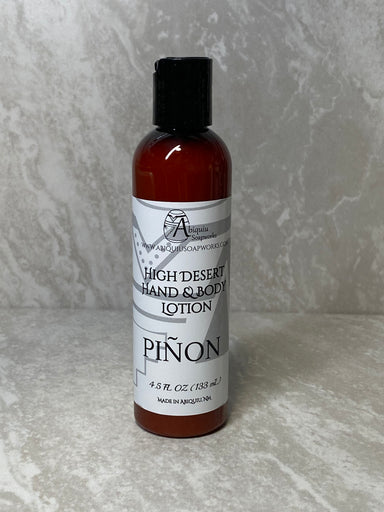 Abiquiu
Soapworks
WWW.ABIQUIUSOAPWORKS.COM
HIGH DESERT
HAND & BODY
LOTION
PIÑON
4.5 FL OZ (133 mL)
MADE IN ABIQUIU, NM